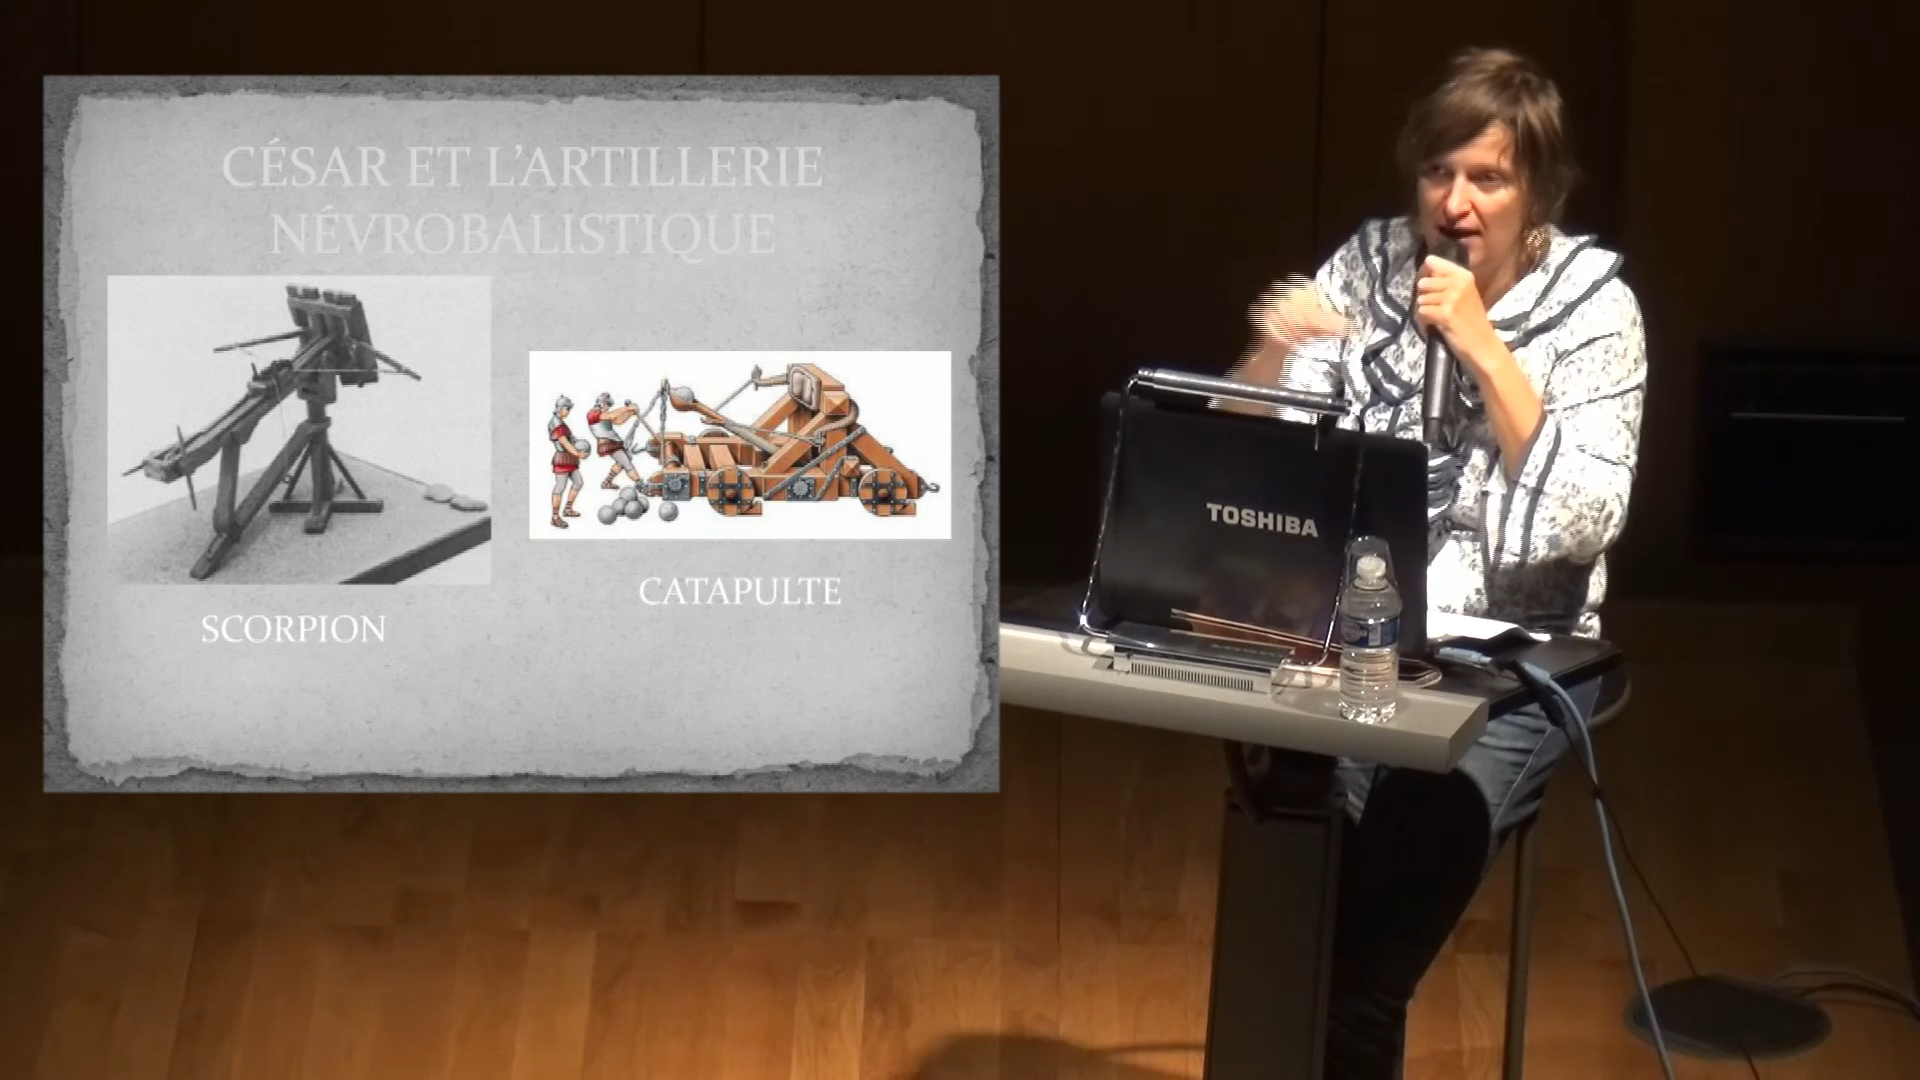 CÉSAR ET L’ARTILLERIE
NÉVROBALISTIQUE
SCORPION
CATAPULTE
TOSHIBA